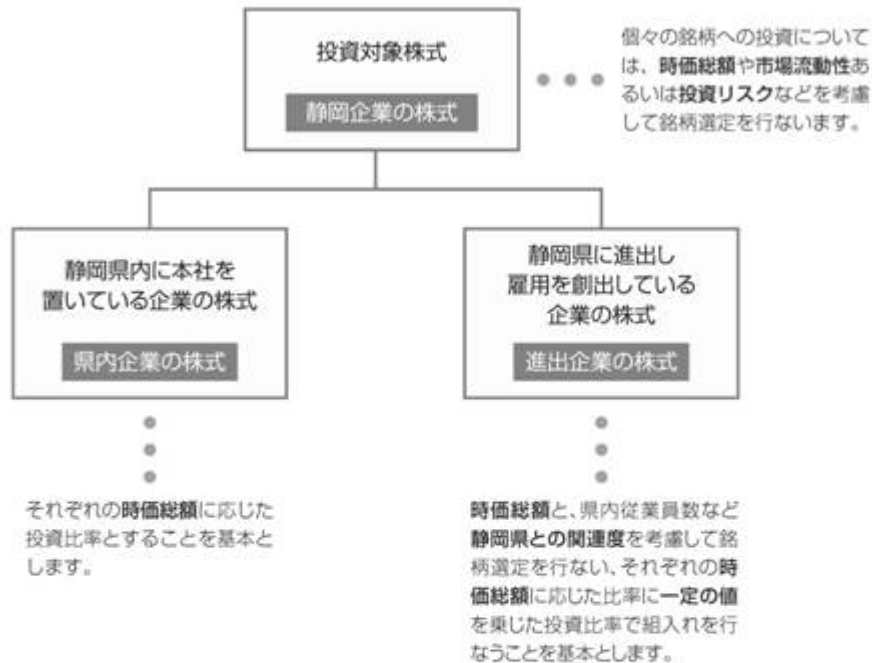 投資対象株式
静岡企業の株式
個々の銘柄への投資について
は、時価総額や市場流動性あ
るいは投資リスクなどを考慮
して銘柄選定を行ないます。
静岡県内に本社を
置いている企業の株式
県内企業の株式
静岡県に進出し
雇用を創出している
企業の株式
進出企業の株式
それぞれの時価総額に応じた
投資比率とすることを基本と
します。
時価総額と、県内従業員数など
静岡県との関連度を考慮して銘
柄選定を行ない、それぞれの時
価総額に応じた比率に一定の値
を乗じた投資比率で組入れを行
なうことを基本とします。